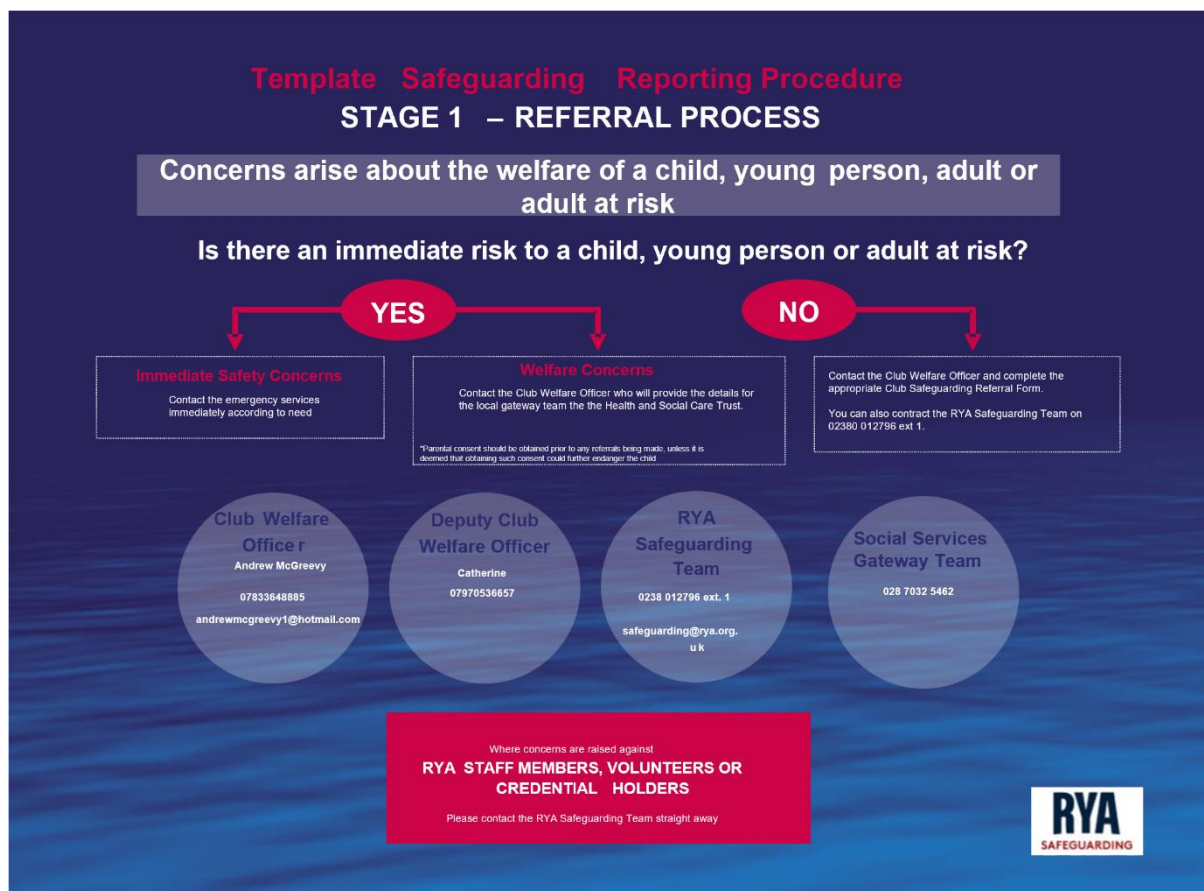 Template Safeguarding Reporting Procedure
STAGE 1 – REFERRAL PROCESS
Concerns arise about the welfare of a child, young person, adult or
adult at risk
Is there an immediate risk to a child, young person or adult at risk?
YES
NO
Immediate Safety Concerns
Contact the emergency services
immediately according to need
Welfare Concerns
Contact the Club Welfare Officer who will provide the details for
the local gateway team the the Health and Social Care Trust.
*Parental consent should be obtained prior to any referrals being made, unless it is
deemed that obtaining such consent could further endanger the child
Contact the Club Welfare Officer and complete the
appropriate Club Safeguarding Referral Form.
You can also contract the RYA Safeguarding Team on
02380 012796 ext 1.
Club Welfare
Office r
Andrew McGreevy
07833648885
andrewmcgreevy1@hotmail.com
Deputy Club
Welfare Officer
Catherine
07970536657
RYA
Safeguarding
Team
0238 012796 ext. 1
safeguarding@rya.org.
u k
Social Services
Gateway Team
028 7032 5462
Where concerns are raised against
RYA STAFF MEMBERS, VOLUNTEERS OR
CREDENTIAL HOLDERS
Please contact the RYA Safeguarding Team straight away
RYA
SAFEGUARDING